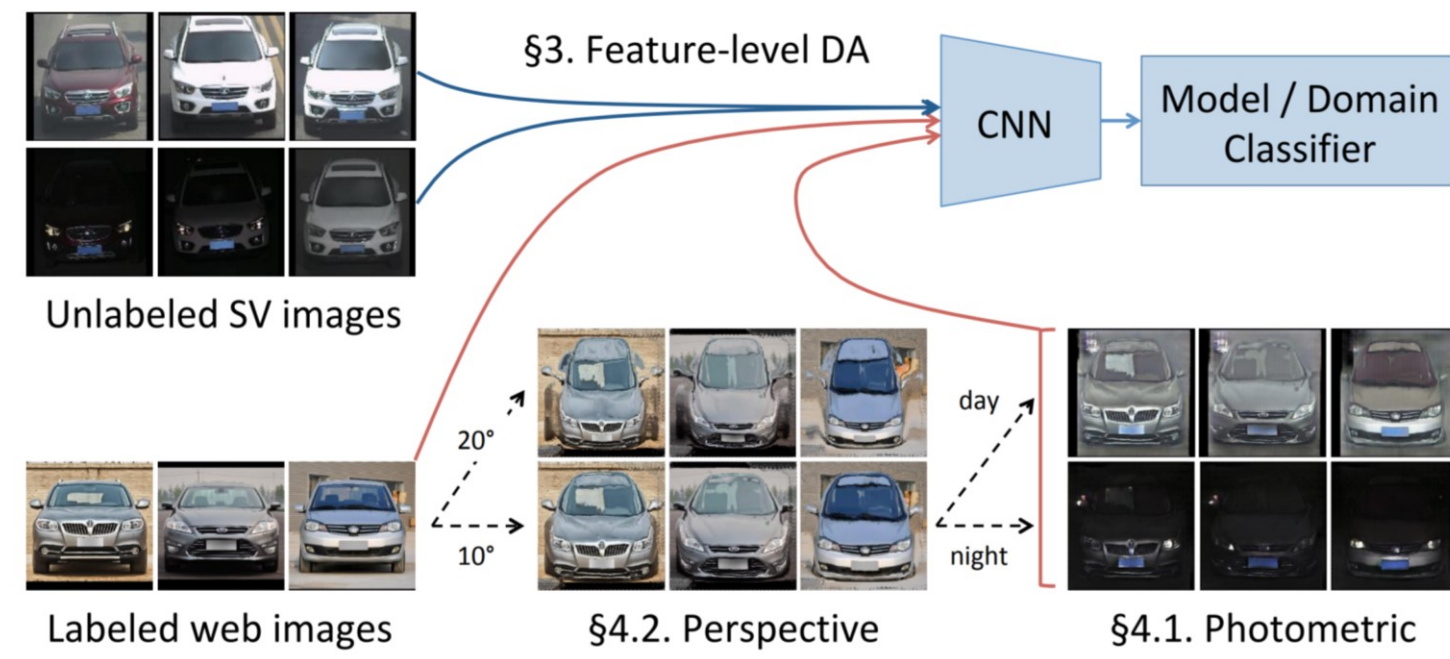 §3. Feature-level DA
CNN
Model / Domain
Classifier
Unlabeled SV images
20°
10°
day
night
Labeled web images
§4.2. Perspective
§4.1. Photometric